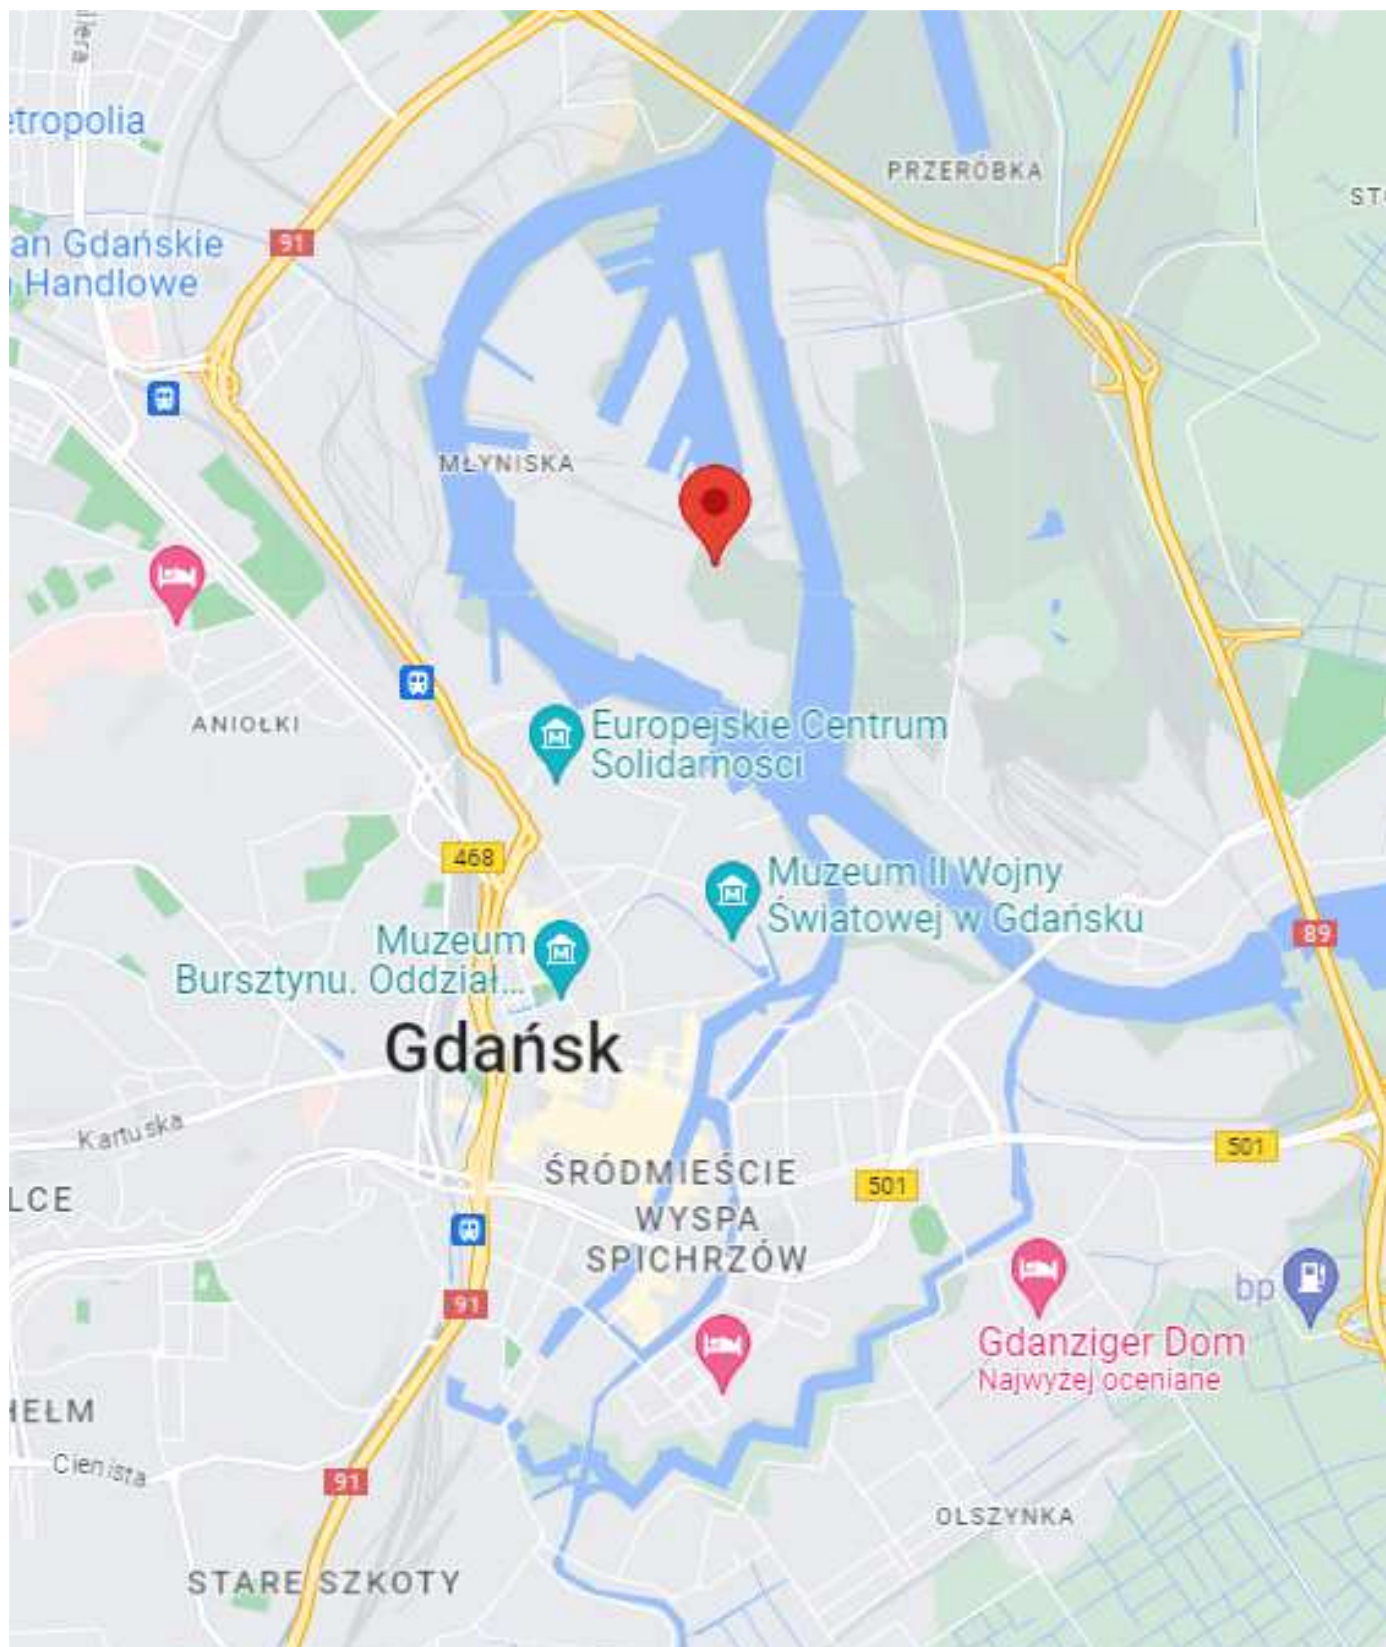 etropolia
PRZERÓBKA
an Gdańskie
Handlowe
91
MŁYNISKA
ANIOŁKI
Europejskie Centrum
Solidarności
468
Muzeum II Wojny
Światowej w Gdańsku
89
Muzeum
Bursztynu. Oddział...
Gdańsk
Kartuska
501
501
ŚRÓDMIEŚCIE
WYSPA
SPICHRZÓW
LCE
91
bp
Gdanziger Dom
Najwyżej oceniane
HEŁM
Cienista
91
OLSZYNKA
STARE SZKOTY